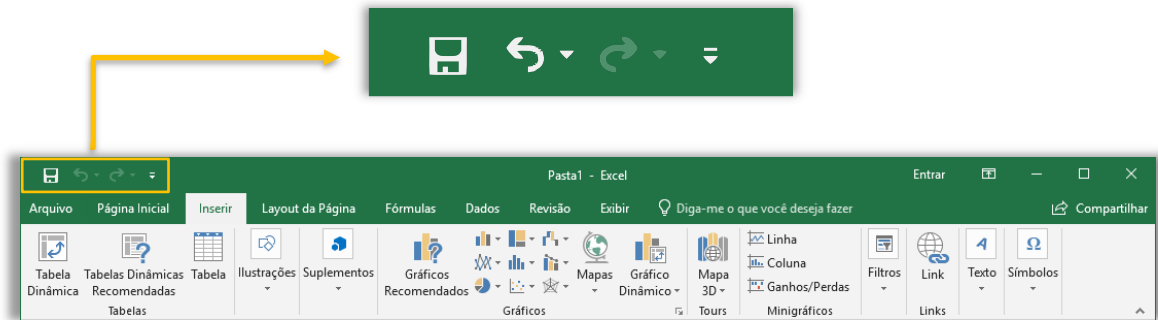 Pasta1 - Excel
Entrar
Arquivo Página Inicial Inserir Layout da Página Fórmulas Dados Revisão Exibir Diga-me o que você deseja fazer Compartilhar
Tabela Dinâmica
Tabelas Dinâmicas Recomendadas
Tabela
Ilustrações
Suplementos
Gráficos Recomendados
Mapas
Gráfico Dinâmico
Mapa 3D
Linha
Coluna
Ganhos/Perdas
Filtros
Link
Texto
Símbolos
Tabelas
Gráficos
Tours
Minigráficos
Links